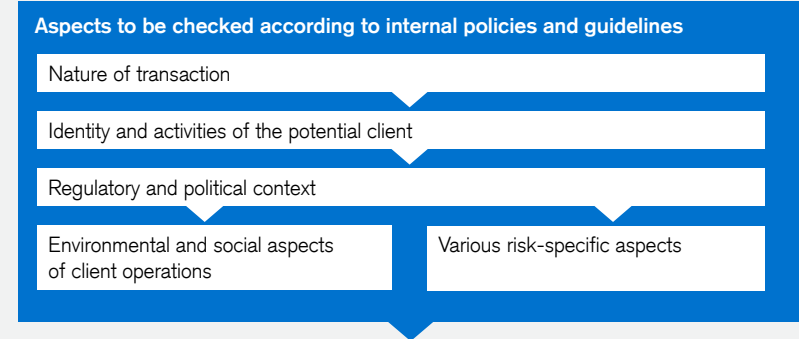 Aspects to be checked according to internal policies and guidelines
Nature of transaction
Identity and activities of the potential client
Regulatory and political context
Environmental and social aspects
of client operations
Various risk-specific aspects